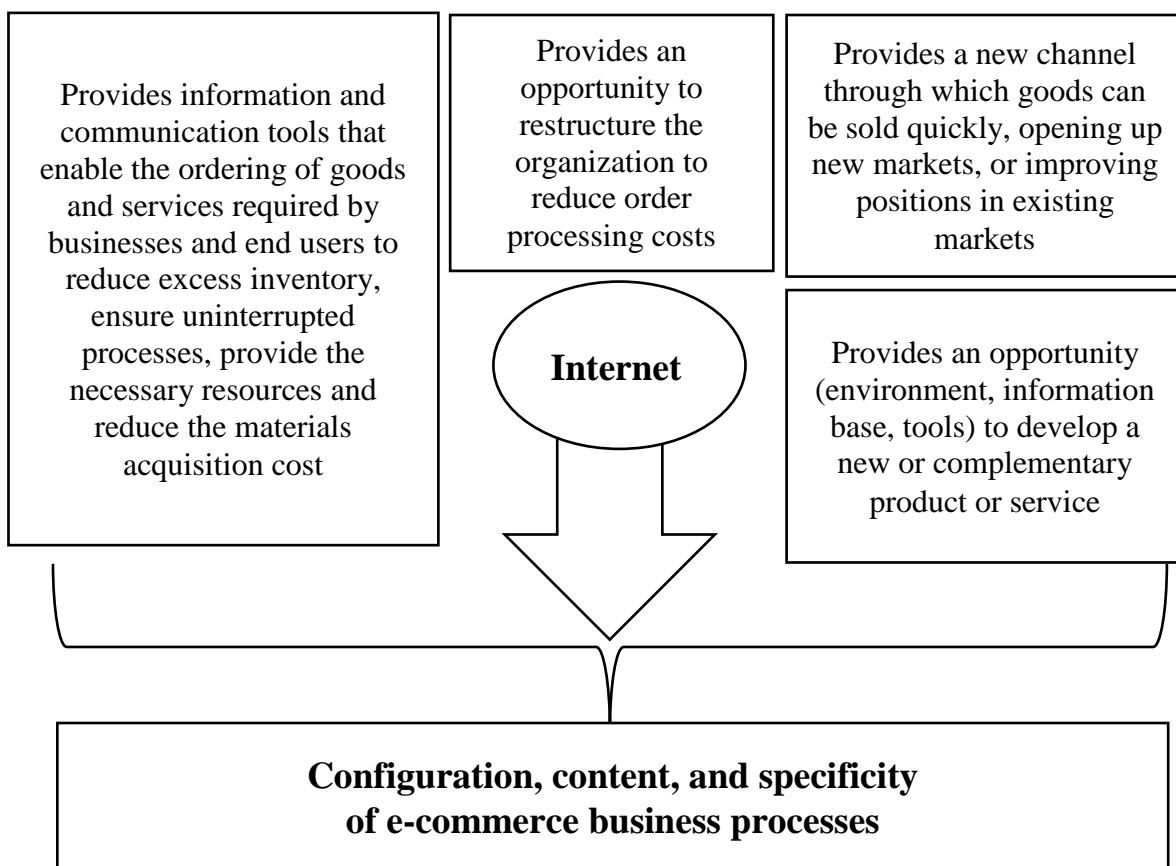 Provides information and
communication tools that
enable the ordering of goods
and services required by
businesses and end users to
reduce excess inventory,
ensure uninterrupted
processes, provide the
necessary resources and
reduce the materials
acquisition cost
Provides an
opportunity to
restructure the
organization to
reduce order
processing costs
Provides a new channel
through which goods can
be sold quickly, opening up
new markets, or improving
positions in existing
markets
Internet
Provides an opportunity
(environment, information
base, tools) to develop a
new or complementary
product or service
Configuration, content, and specificity
of e-commerce business processes